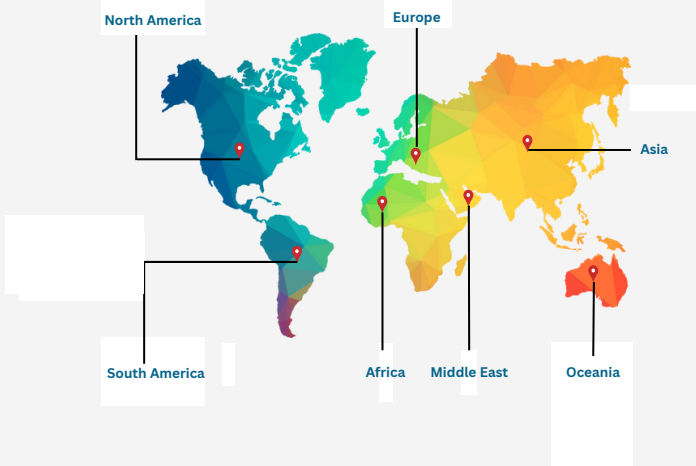 North America
Europe
Asia
South America
Africa
Middle East
Oceania